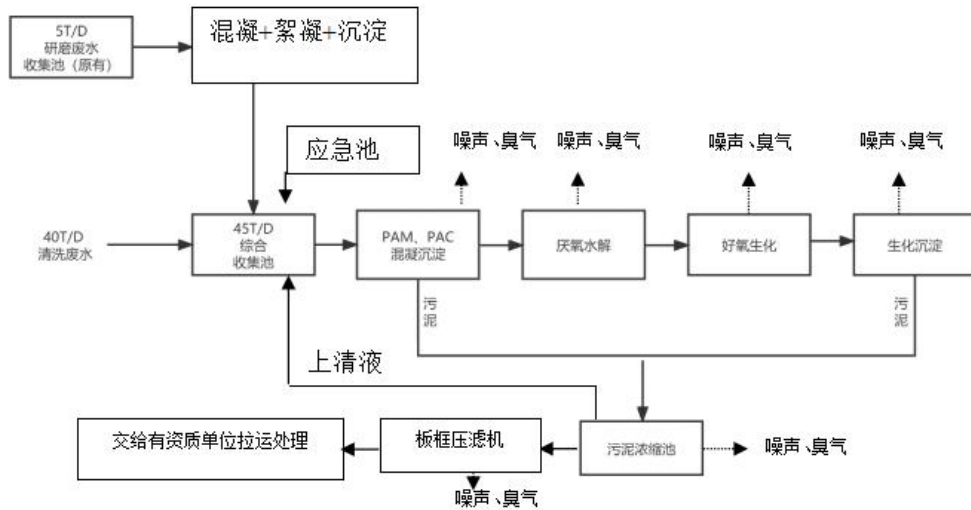 5T/D
研磨废水
收集池（原有）
混凝+絮凝+沉淀
应急池
噪声、臭气
噪声、臭气
噪声、臭气
噪声、臭气
40T/D
清洗废水
45T/D
综合
收集池
PAM、PAC
混凝沉淀
厌氧水解
好氧生化
生化沉淀
污
泥
污
泥
上清液
交给有资质单位拉运处理
板框压滤机
污泥浓缩池
噪声、臭气
噪声、臭气